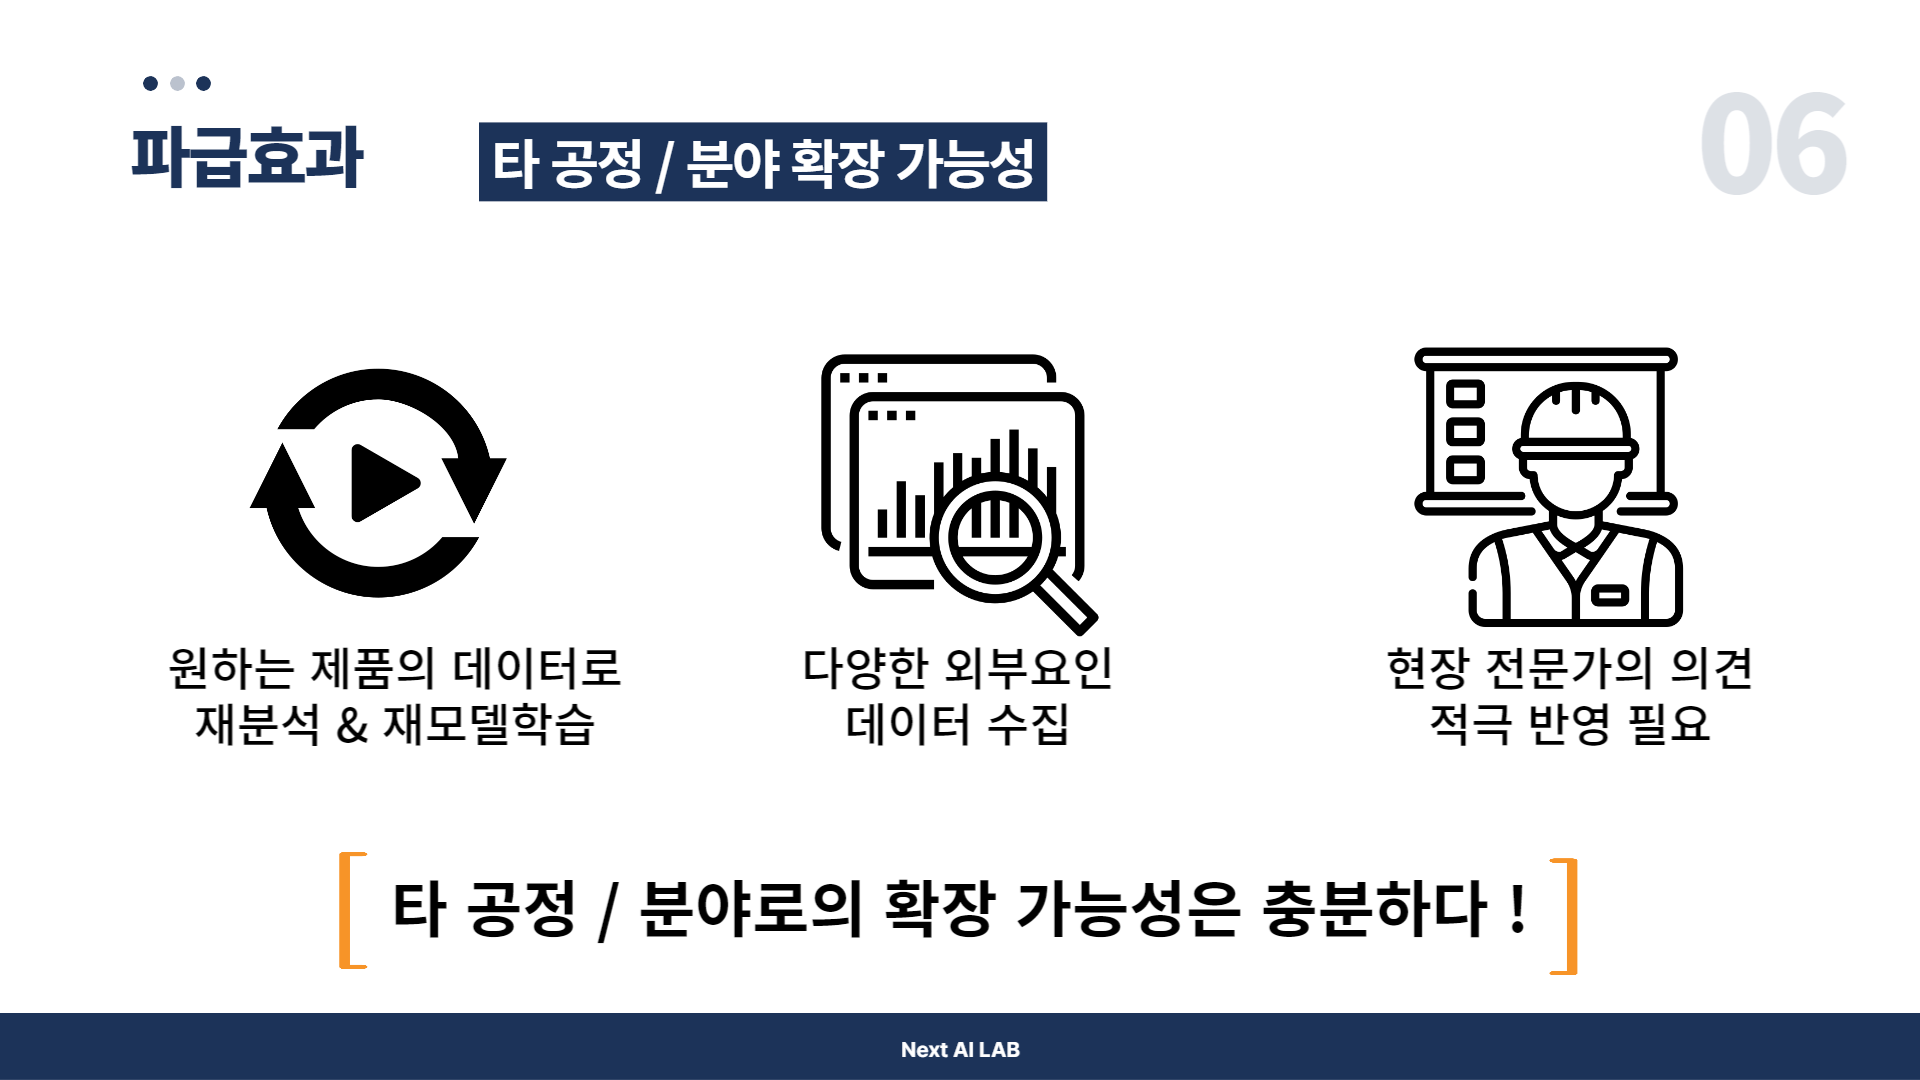 파급효과
타 공정 / 분야 확장 가능성
06
원하는 제품의 데이터로
재분석 & 재모델학습
다양한 외부요인
데이터 수집
현장 전문가의 의견
적극 반영 필요
타 공정 / 분야로의 확장 가능성은 충분하다 !
Next AI LAB